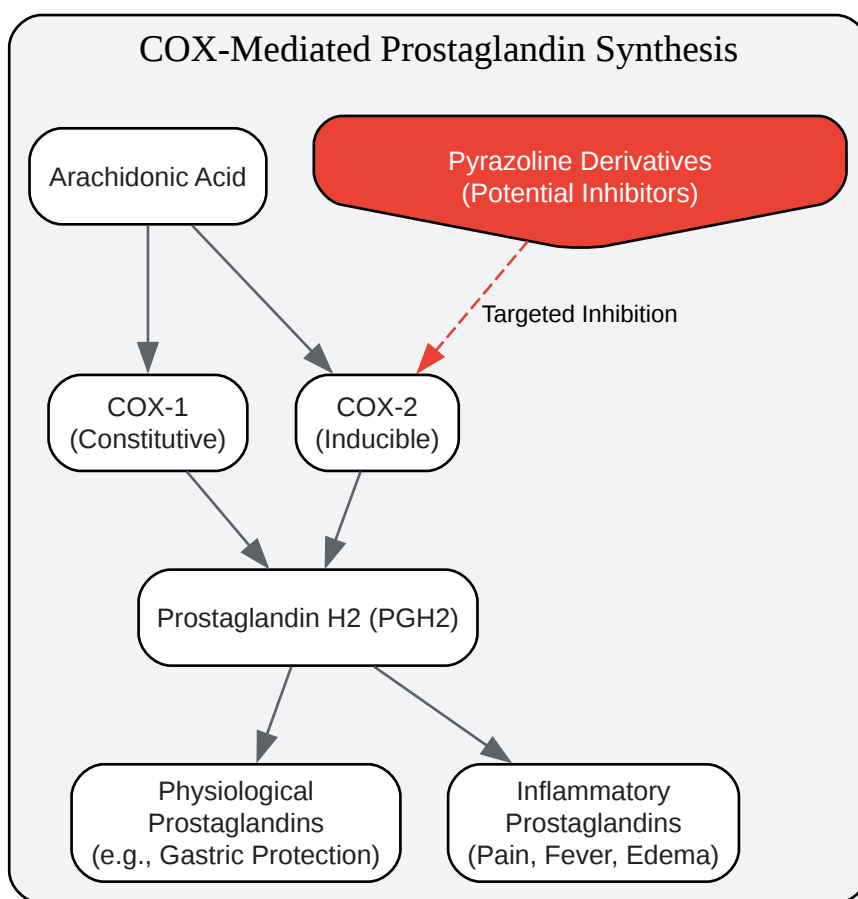 COX-Mediated Prostaglandin Synthesis
Arachidonic Acid
Pyrazoline Derivatives
(Potential Inhibitors)
Targeted Inhibition
COX-1
(Constitutive)
COX-2
(Inducible)
Prostaglandin H2 (PGH2)
Physiological
Prostaglandins
(e.g., Gastric Protection)
Inflammatory
Prostaglandins
(Pain, Fever, Edema)